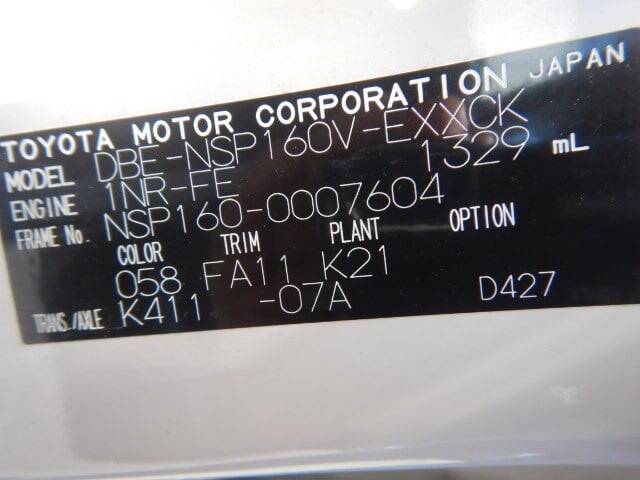 TOYOTA MOTOR CORPORATION JAPAN
MODEL DBE-NSP160V-EXXCK
ENGINE 1NR-FE 1329 mL
FRAME No. NSP160-0007604
COLOR TRIM PLANT OPTION
058 FA11 K21
TRANS./AXLE K411 -07A D427